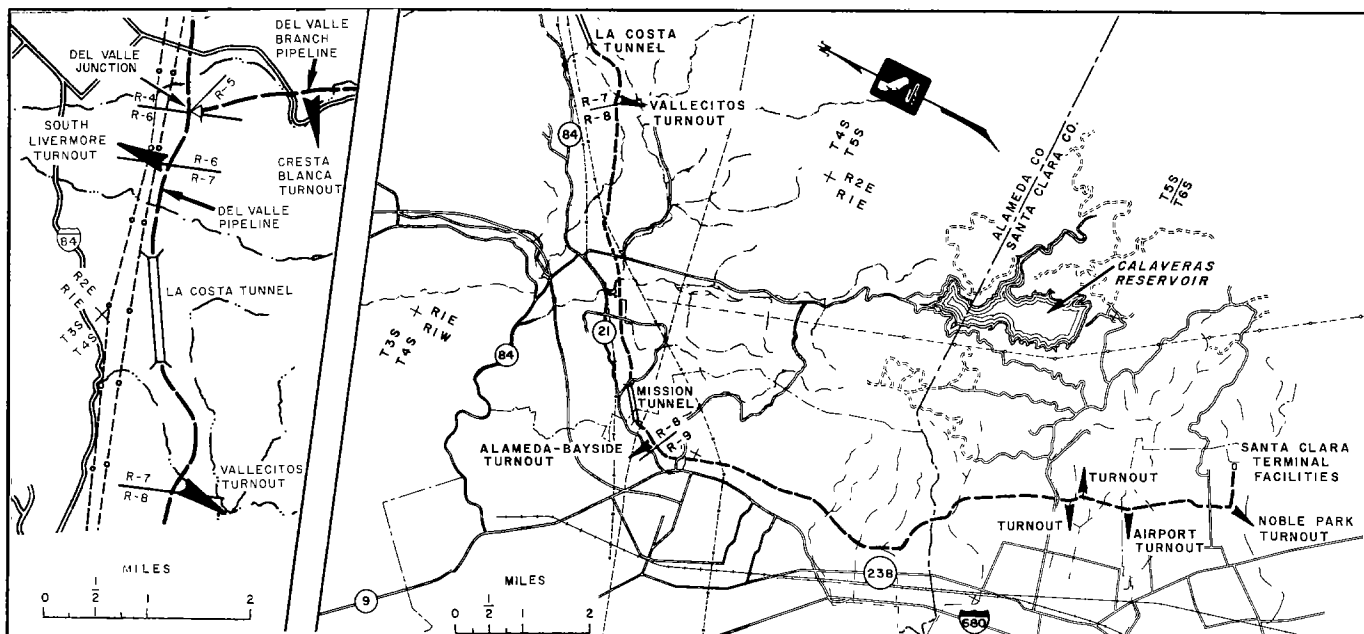 DEL VALLE
BRANCH
PIPELINE
DEL VALLE
JUNCTION
R-5
R-4
R-6
SOUTH
LIVERMORE
TURNOUT
R-6
R-7
CRESTA
BLANCA
TURNOUT
DEL VALLE
PIPELINE
84
R2E
R1E
T3S
T4S
LA COSTA TUNNEL
R-7
R-8
VALLECITOS
TURNOUT
MILES
0 1/2 1 2
LA COSTA
TUNNEL
R-7
R-8
VALLECITOS
TURNOUT
84
N
T4S
T5S
R2E
R1E
ALAMEDA CO
SANTA CLARA CO.
T5S
T6S
CALAVERAS
RESERVOIR
R1E
R1W
T3S
T4S
84
21
MISSION
TUNNEL
R-8
R-9
ALAMEDA-BAYSIDE
TURNOUT
SANTA CLARA
TERMINAL
FACILITIES
TURNOUT
TURNOUT
AIRPORT
TURNOUT
NOBLE PARK
TURNOUT
238
680
9
MILES
0 1/2 1 2